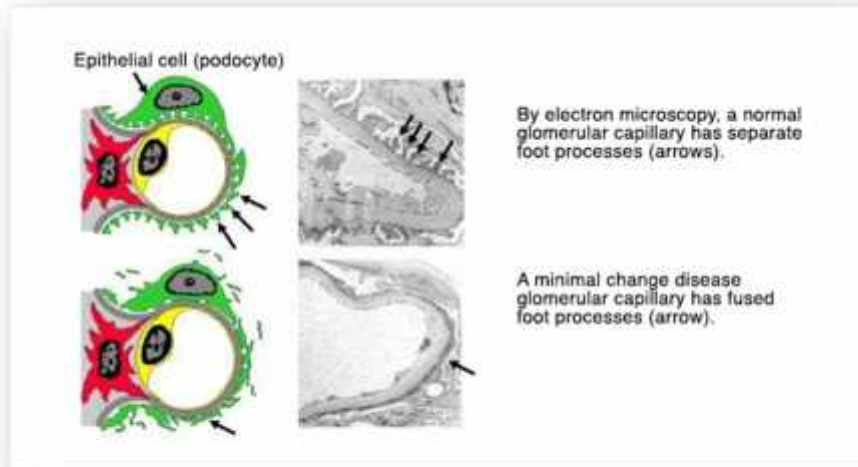 Epithelial cell (podocyte)
By electron microscopy, a normal
glomerular capillary has separate
foot processes (arrows).
A minimal change disease
glomerular capillary has fused
foot processes (arrow).